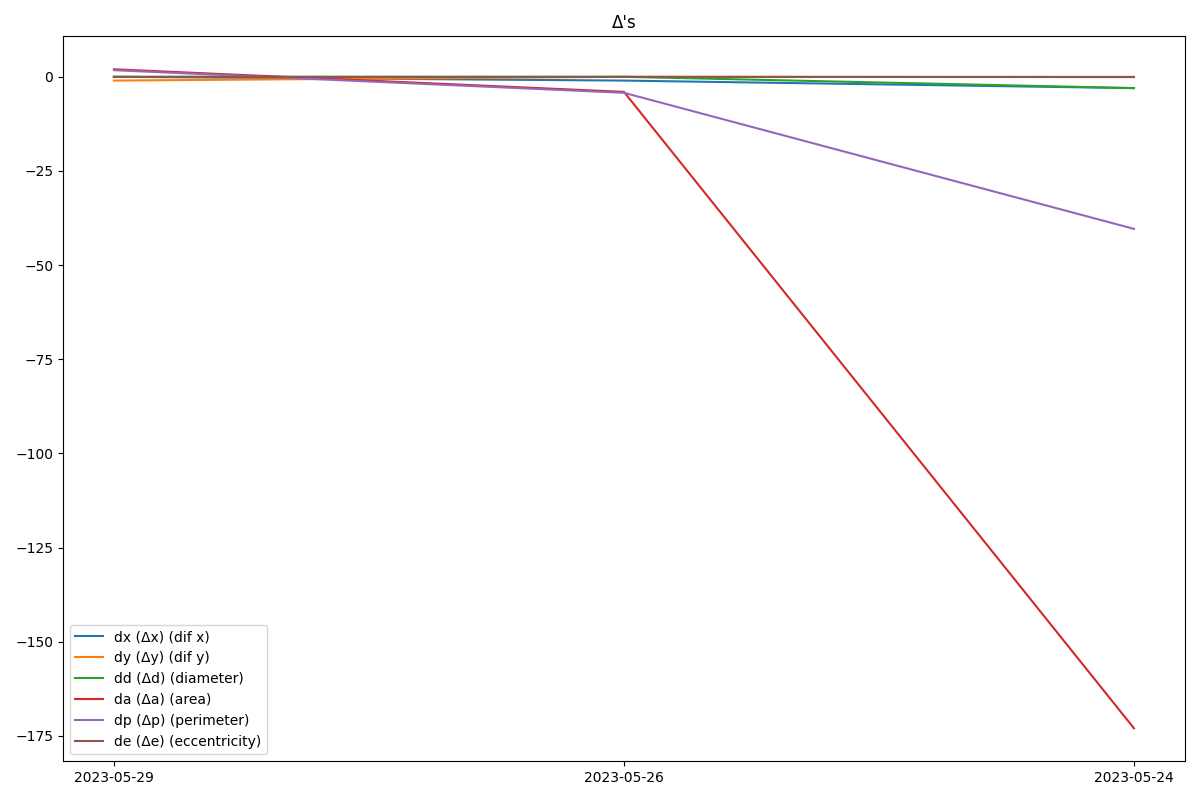 Δ's
0
−25
−50
−75
−100
−125
−150
−175
dx (Δx) (dif x)
dy (Δy) (dif y)
dd (Δd) (diameter)
da (Δa) (area)
dp (Δp) (perimeter)
de (Δe) (eccentricity)
2023-05-29
2023-05-26
2023-05-24